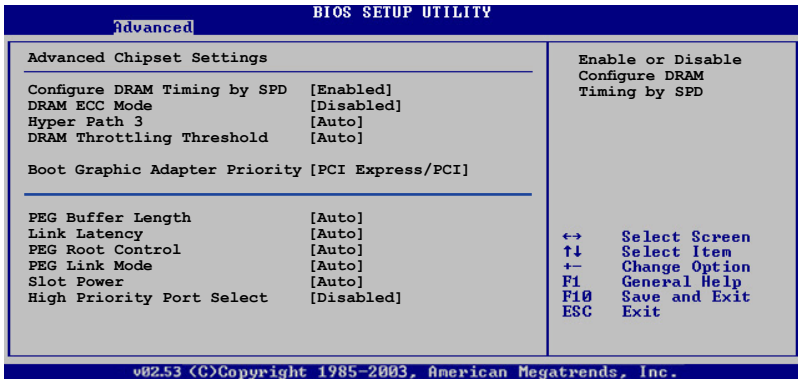 BIOS SETUP UTILITY
Advanced
Advanced Chipset Settings
Configure DRAM Timing by SPD [Enabled]
DRAM ECC Mode [Disabled]
Hyper Path 3 [Auto]
DRAM Throttling Threshold [Auto]
Boot Graphic Adapter Priority [PCI Express/PCI]
PEG Buffer Length [Auto]
Link Latency [Auto]
PEG Root Control [Auto]
PEG Link Mode [Auto]
Slot Power [Auto]
High Priority Port Select [Disabled]
Enable or Disable
Configure DRAM
Timing by SPD
←→ Select Screen
↑↓ Select Item
+- Change Option
F1 General Help
F10 Save and Exit
ESC Exit
v02.53 (C)Copyright 1985-2003, American Megatrends, Inc.